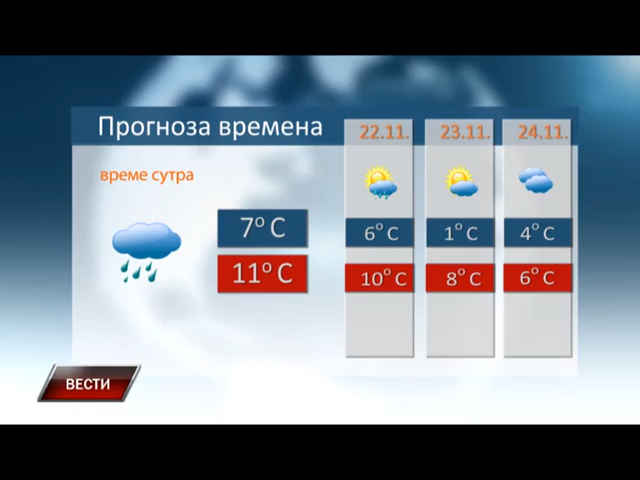 Прогноза времена
време сутра
7° C
11° C
22.11.
6° C
10° C
23.11.
1° C
8° C
24.11.
4° C
6° C
ВЕСТИ